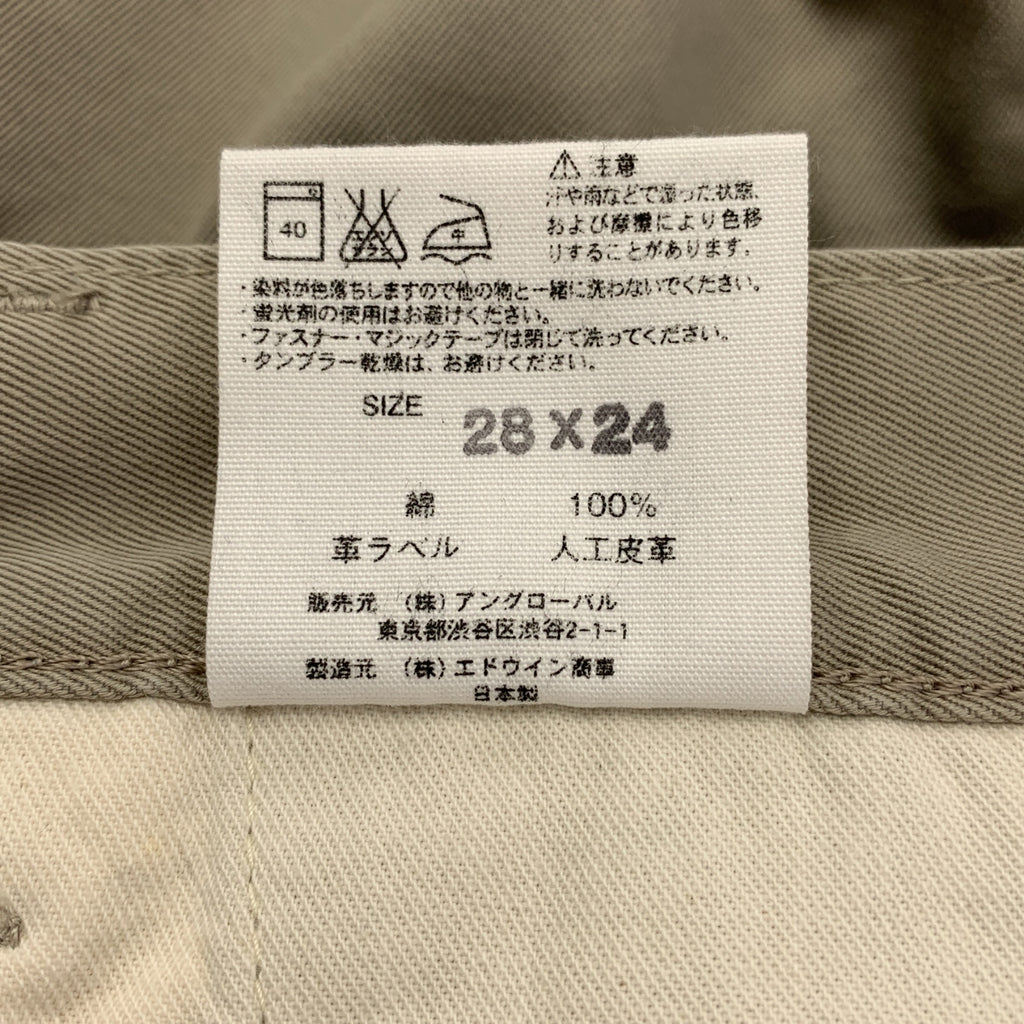 40
エンソ
サラシ
中
⚠ 注意
汗や雨などで湿った状態、
および摩擦により色移
りすることがあります。
・染料が色落ちしますので他の物と一緒に洗わないでください。
・蛍光剤の使用はお避けください。
・ファスナー・マジックテープは閉じて洗ってください。
・タンブラー乾燥は、お避けください。
SIZE 28 X 24
綿 100%
革ラベル 人工皮革
販売元 (株)アングローバル
東京都渋谷区渋谷2-1-1
製造元 (株)エドウイン商事
日本製